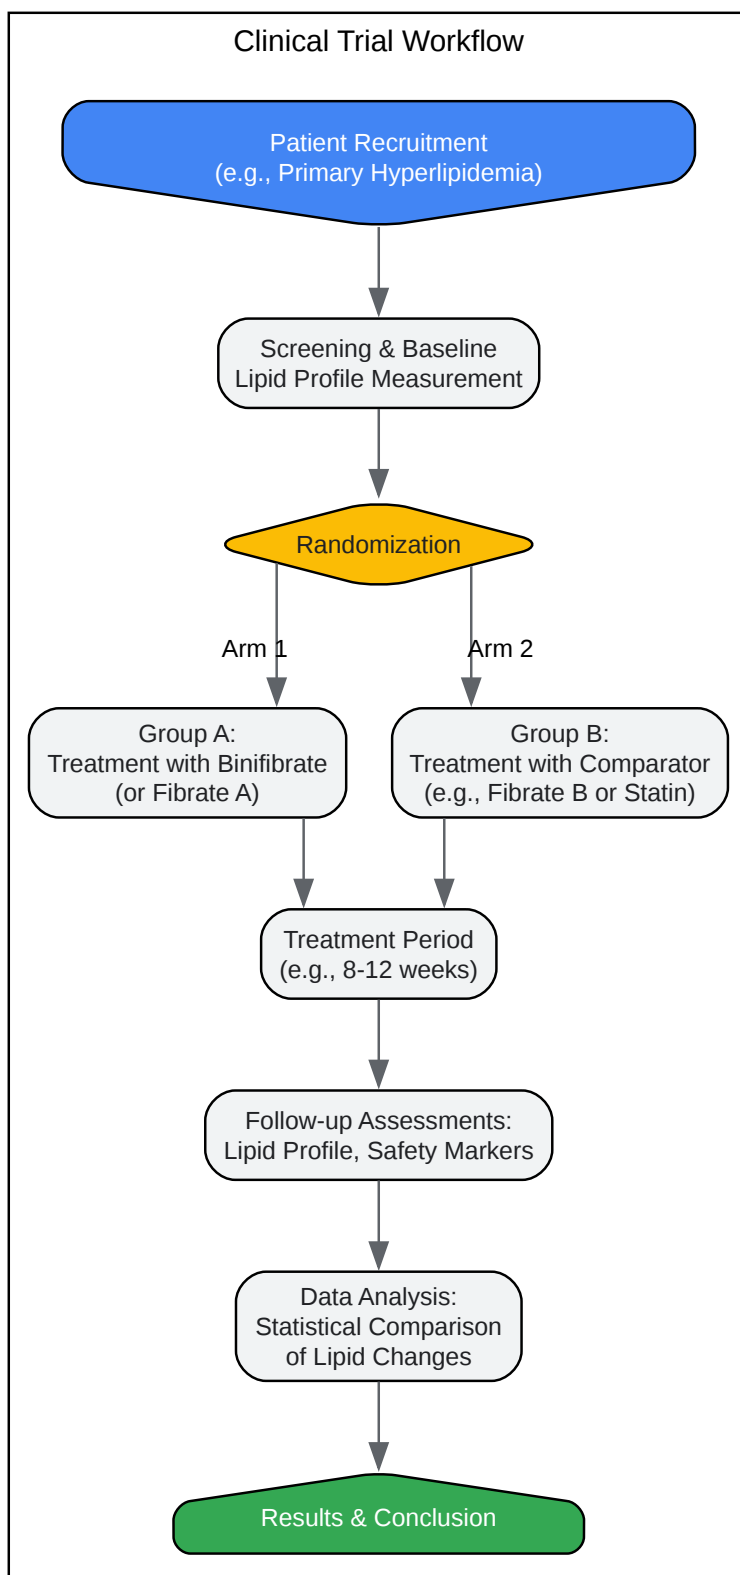 Clinical Trial Workflow
Patient Recruitment
(e.g., Primary Hyperlipidemia)
Screening & Baseline
Lipid Profile Measurement
Randomization
Arm 1
Arm 2
Group A:
Treatment with Binifibrate
(or Fibrate A)
Group B:
Treatment with Comparator
(e.g., Fibrate B or Statin)
Treatment Period
(e.g., 8-12 weeks)
Follow-up Assessments:
Lipid Profile, Safety Markers
Data Analysis:
Statistical Comparison
of Lipid Changes
Results & Conclusion